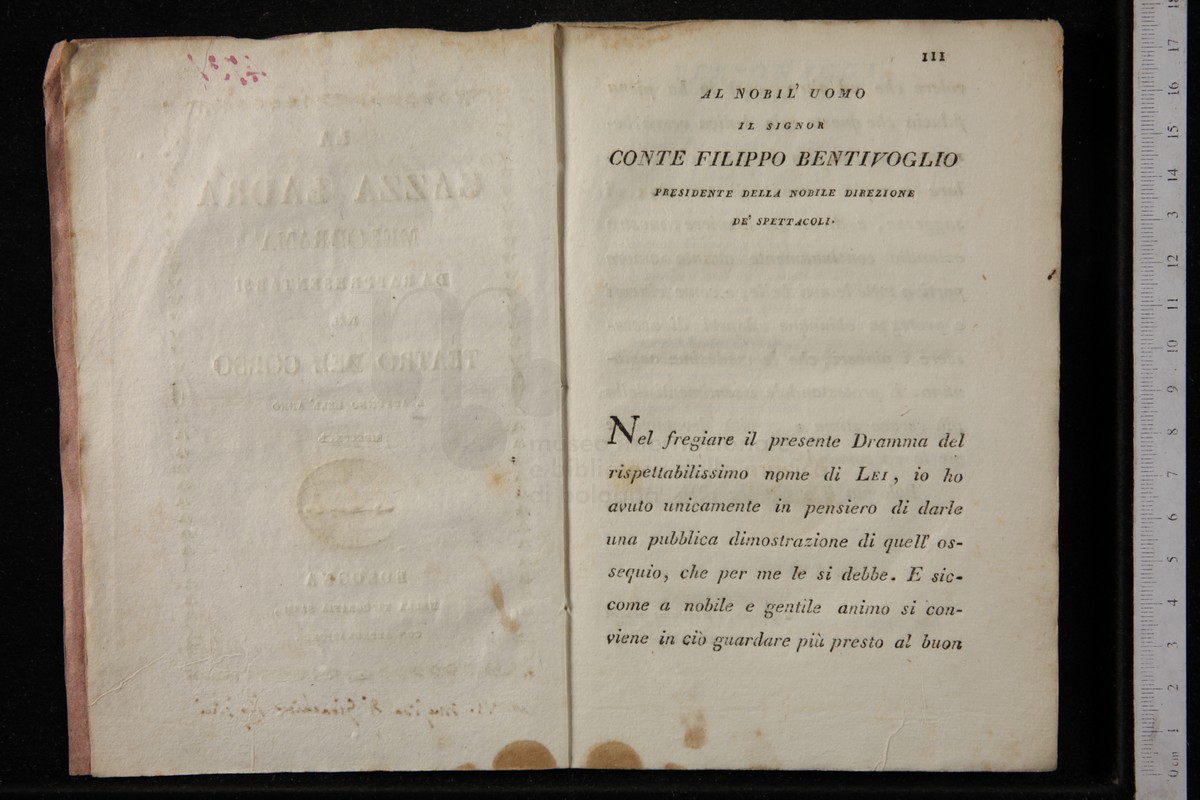 III
AL NOBIL' UOMO
IL SIGNOR
CONTE FILIPPO BENTIVOGLIO
PRESIDENTE DELLA NOBILE DIREZIONE
DE' SPETTACOLI.
Nel fregiare il presente Dramma del
rispettabilissimo nome di LEI, io ho
avuto unicamente in pensiero di darle
una pubblica dimostrazione di quell' os-
sequio, che per me le si debbe. E sic-
come a nobile e gentile animo si con-
viene in ciò guardare più presto al buon